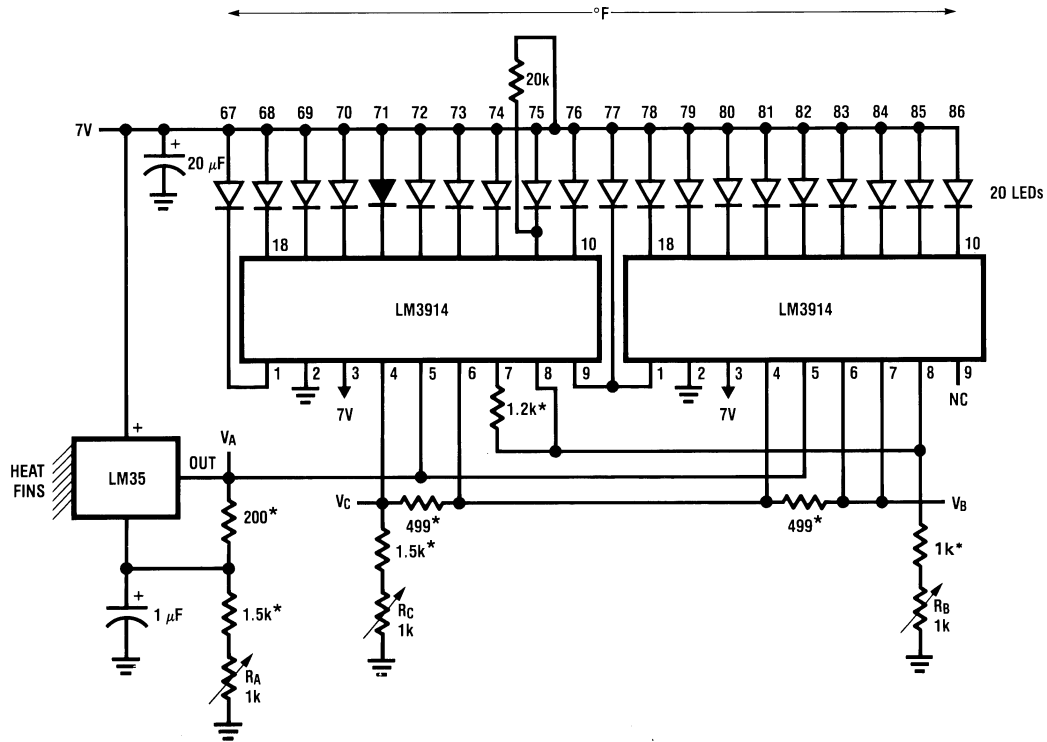 °F
20k
67 68 69 70 71 72 73 74 75 76 77 78 79 80 81 82 83 84 85 86
7V
+
20 μF
20 LEDs
18 10 18 10
LM3914 LM3914
1 2 3 4 5 6 7 8 9 1 2 3 4 5 6 7 8 9
7V 7V NC
1.2k*
+
VA
HEAT FINS
LM35
OUT
VC VB
499* 499*
200*
1.5k* 1k*
+
1 μF
1.5k*
RC
1k
RB
1k
RA
1k